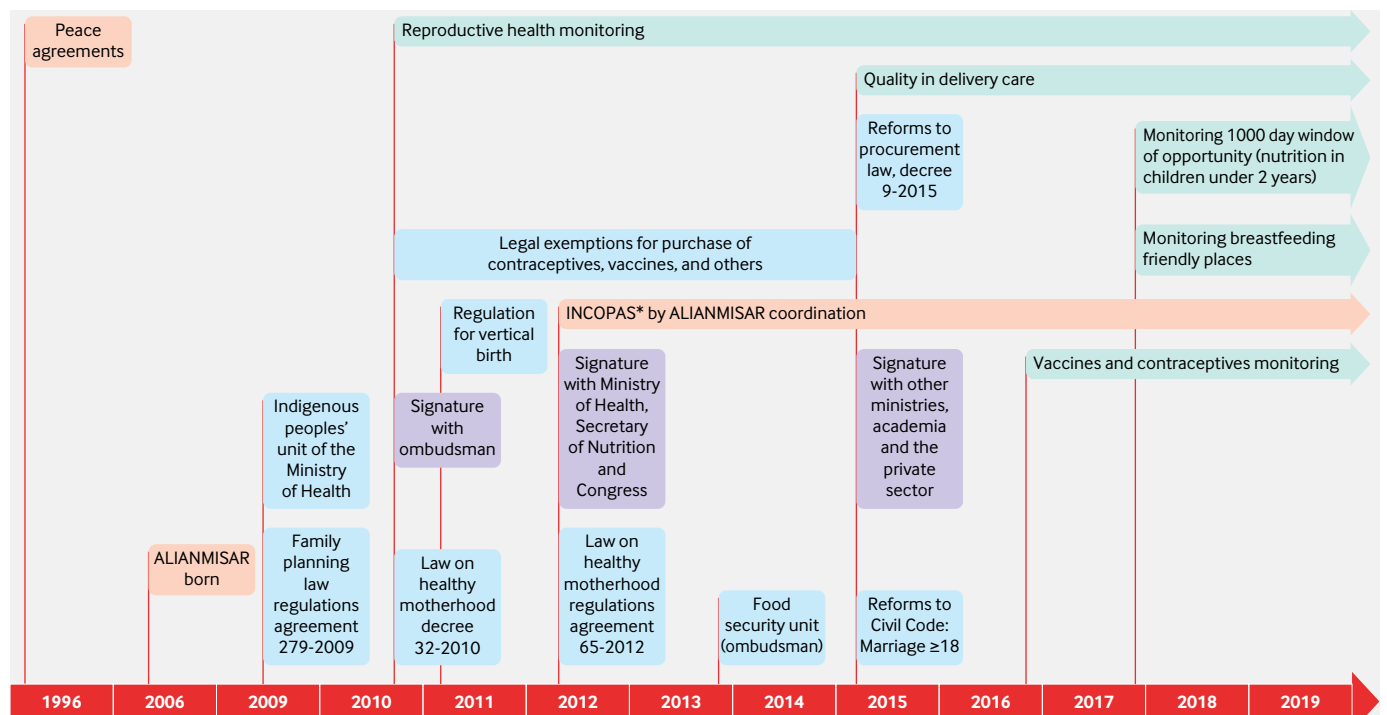 Peace
agreements
Reproductive health monitoring
Quality in delivery care
Reforms to
procurement
law, decree
9-2015
Monitoring 1000 day window
of opportunity (nutrition in
children under 2 years)
Legal exemptions for purchase of
contraceptives, vaccines, and others
Monitoring breastfeeding
friendly places
Regulation
for vertical
birth
INCOPAS* by ALIANMISAR coordination
Signature
with Ministry
of Health,
Secretary
of Nutrition
and
Congress
Signature
with other
ministries,
academia
and the
private
sector
Vaccines and contraceptives monitoring
Indigenous
peoples’
unit of the
Ministry
of Health
Signature
with
ombudsman
ALIANMISAR
born
Family
planning
law
regulations
agreement
279-2009
Law on
healthy
motherhood
decree
32-2010
Law on
healthy
motherhood
regulations
agreement
65-2012
Food
security unit
(ombudsman)
Reforms to
Civil Code:
Marriage ≥18
1996 2006 2009 2010 2011 2012 2013 2014 2015 2016 2017 2018 2019